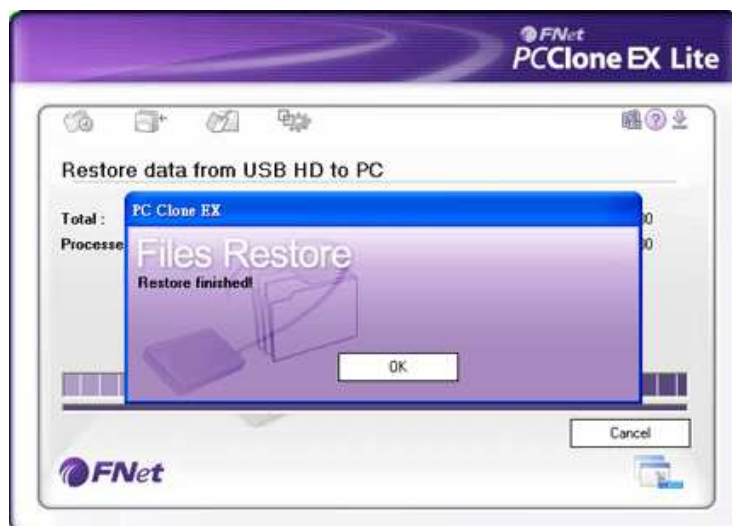 FNet
PCClone EX Lite
Restore data from USB HD to PC
Total :
PC Clone EX
Processe
Files Restore
Restore finished!
OK
Cancel
FNet